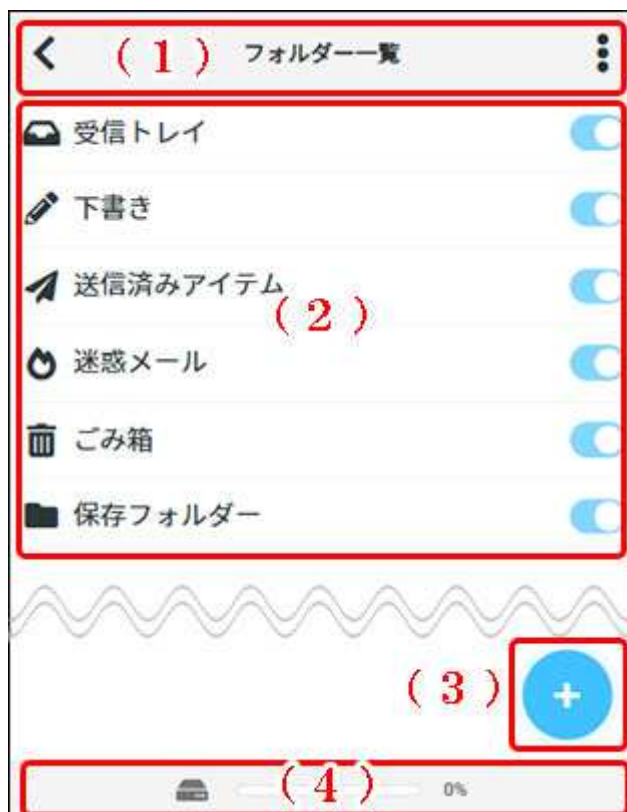 （1） フォルダー一覧
受信トレイ
下書き
送信済みアイテム
（2）
迷惑メール
ごみ箱
保存フォルダー
（3）
（4） 0%